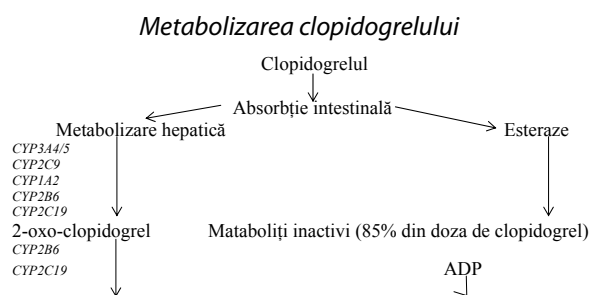 Metabolizarea clopidogrelului
Clopidogrelul
Absorbție intestinală
Metabolizare hepatică
Esteraze
CYP3A4/5
CYP2C9
CYP1A2
CYP2B6
CYP2C19
2-oxo-clopidogrel
Mataboliți inactivi (85% din doza de clopidogrel)
CYP2B6
CYP2C19
ADP